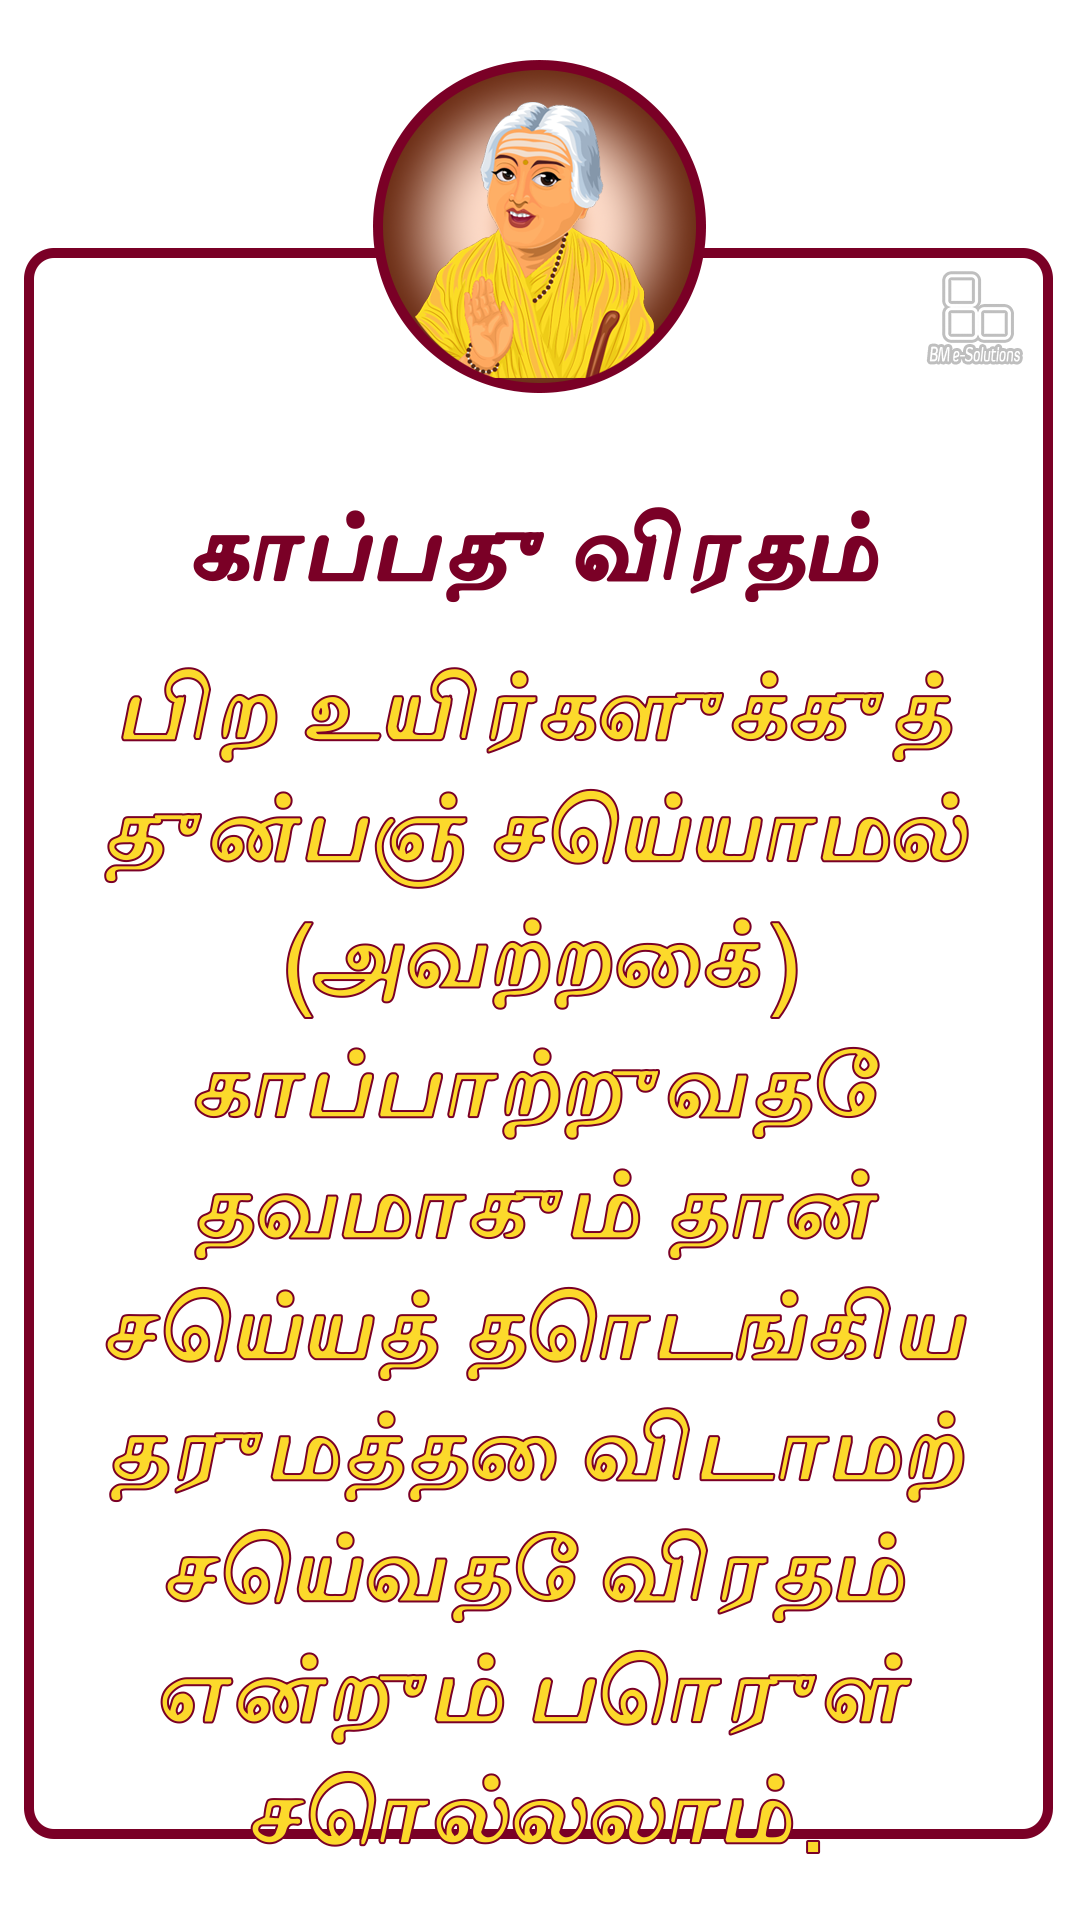 BM e-Solutions
காப்பது விரதம்
பிற உயிர்களுக்குத்
துன்பஞ் செய்யாமல்
(அவற்றைக்)
காப்பாற்றுவதே
தவமாகும் தான்
செய்யத் தொடங்கிய
தருமத்தை விடாமற்
செய்வதே விரதம்
என்றும் பொருள்
சொல்லலாம்.